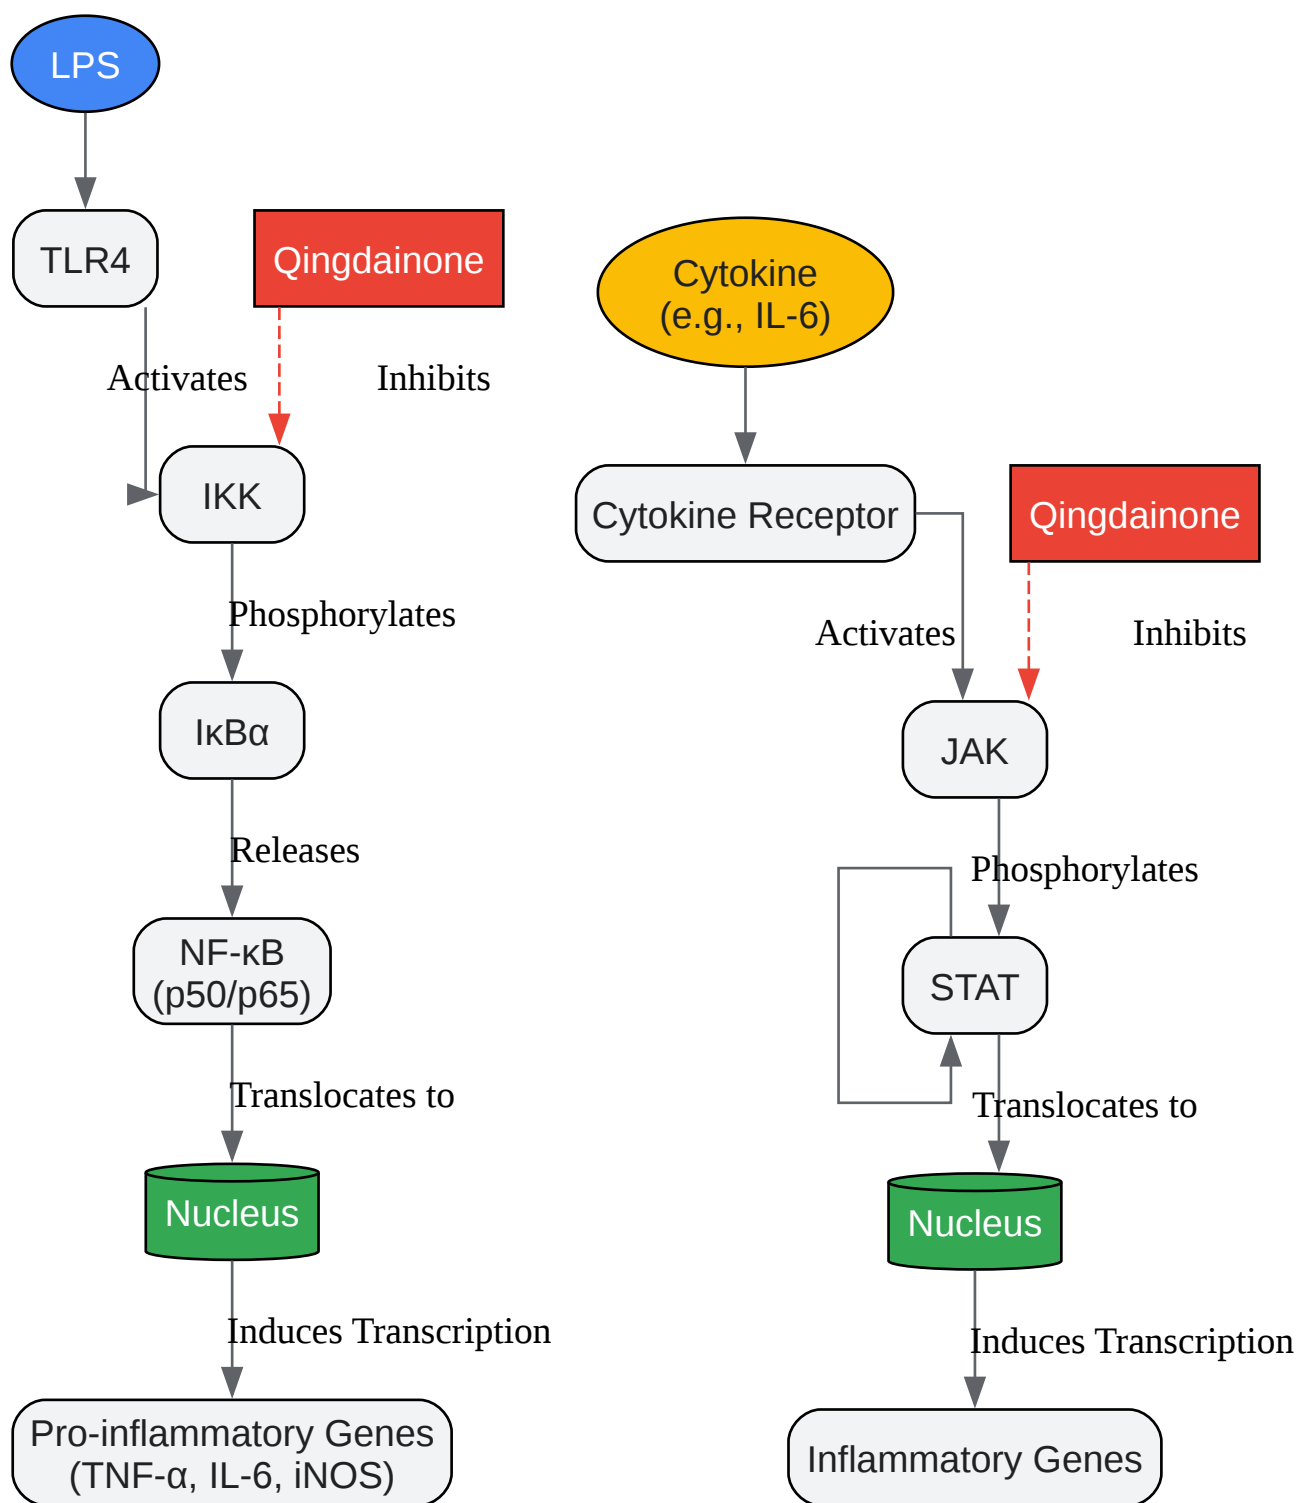 LPS
TLR4
Qingdainone
Activates
Inhibits
IKK
Phosphorylates
IκBα
Releases
NF-κB
(p50/p65)
Translocates to
Nucleus
Induces Transcription
Pro-inflammatory Genes
(TNF-α, IL-6, iNOS)
Cytokine
(e.g., IL-6)
Cytokine Receptor
Qingdainone
Activates
Inhibits
JAK
Phosphorylates
STAT
Translocates to
Nucleus
Induces Transcription
Inflammatory Genes